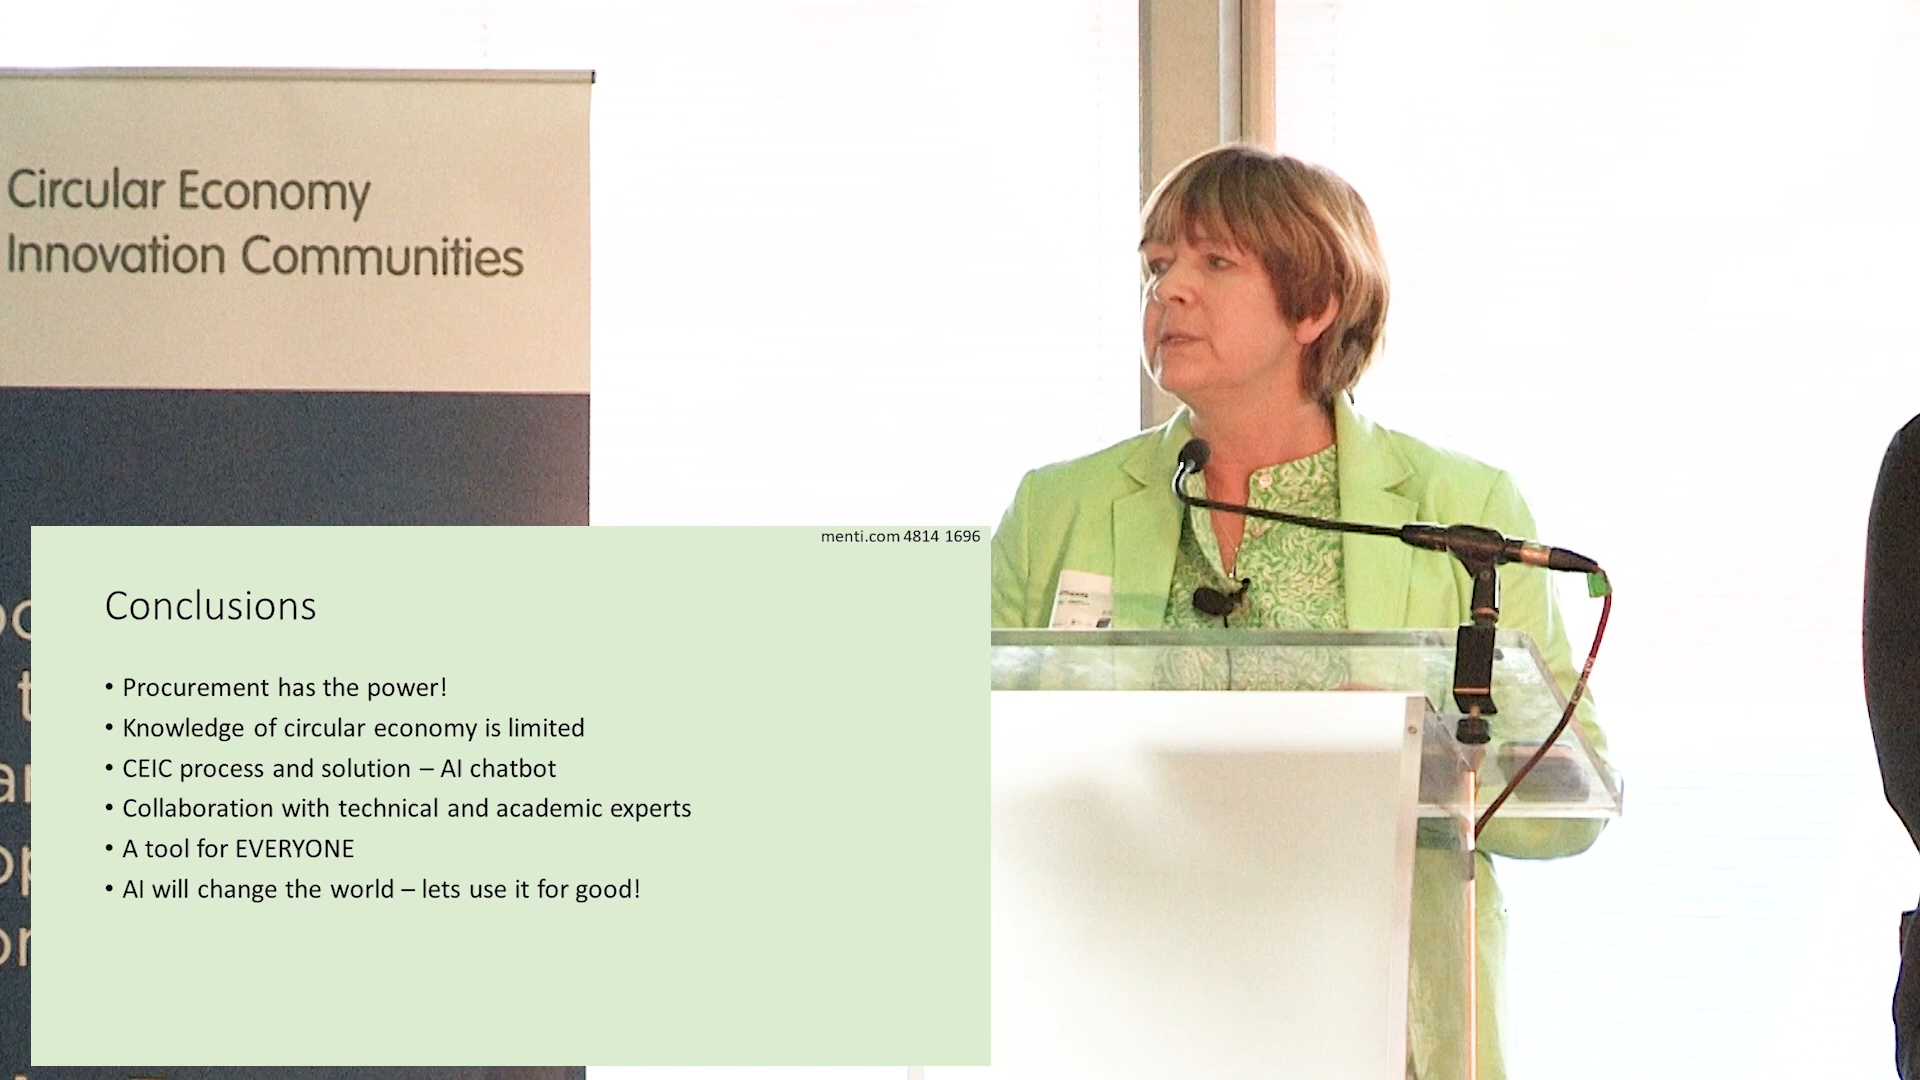 Circular Economy
Innovation Communities
menti.com 4814 1696
Conclusions
• Procurement has the power!
• Knowledge of circular economy is limited
• CEIC process and solution – AI chatbot
• Collaboration with technical and academic experts
• A tool for EVERYONE
• AI will change the world – lets use it for good!